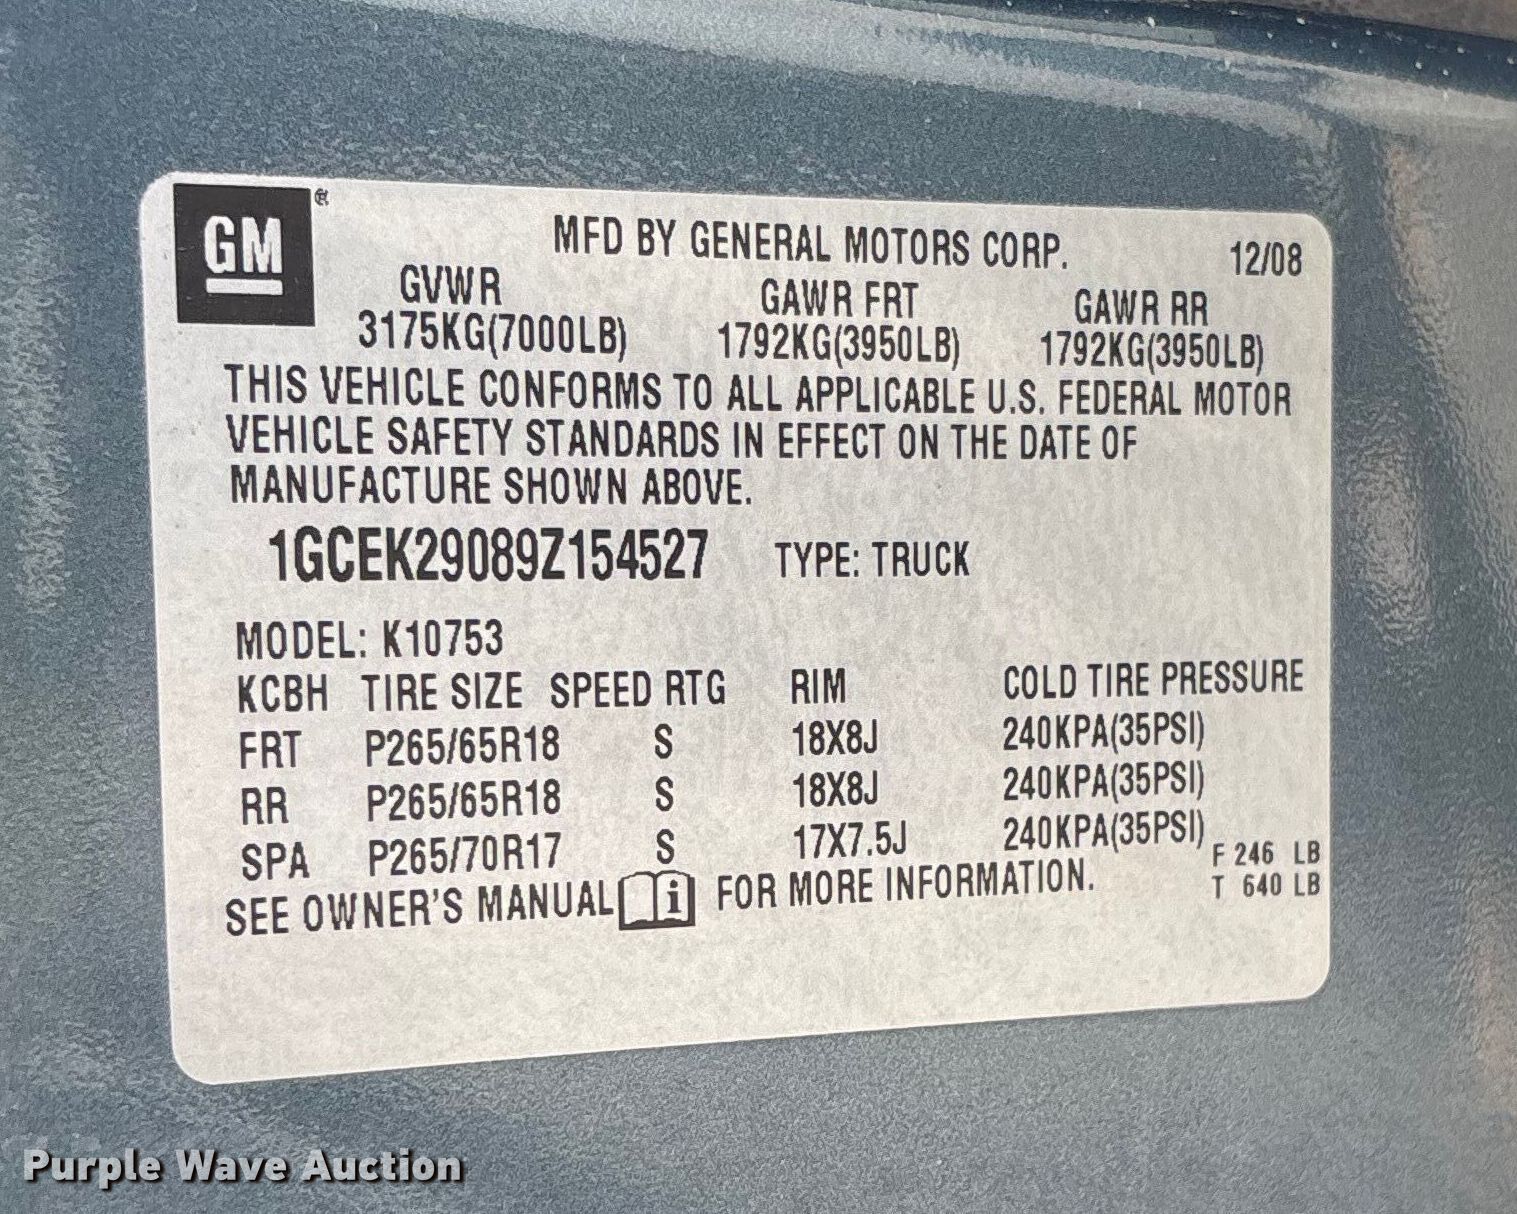 GM®
MFD BY GENERAL MOTORS CORP. 12/08
GVWR GAWR FRT GAWR RR
3175KG(7000LB) 1792KG(3950LB) 1792KG(3950LB)
THIS VEHICLE CONFORMS TO ALL APPLICABLE U.S. FEDERAL MOTOR
VEHICLE SAFETY STANDARDS IN EFFECT ON THE DATE OF
MANUFACTURE SHOWN ABOVE.
1GCEK29089Z154527 TYPE: TRUCK
MODEL: K10753
KCBH TIRE SIZE SPEED RTG RIM COLD TIRE PRESSURE
FRT P265/65R18 S 18X8J 240KPA(35PSI)
RR P265/65R18 S 18X8J 240KPA(35PSI)
SPA P265/70R17 S 17X7.5J 240KPA(35PSI)
F 246 LB
SEE OWNER'S MANUAL i FOR MORE INFORMATION. T 640 LB
Purple Wave Auction